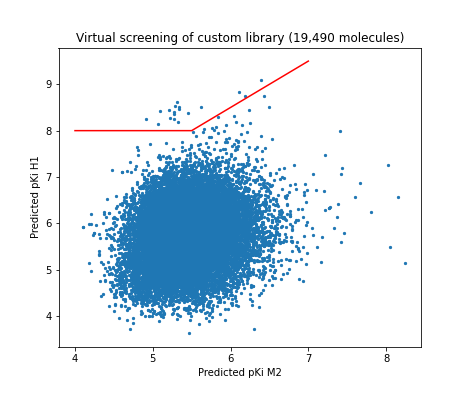 Virtual screening of custom library (19,490 molecules)
Predicted pKi H1
9
8
7
6
5
4
4 5 6 7 8
Predicted pKi M2